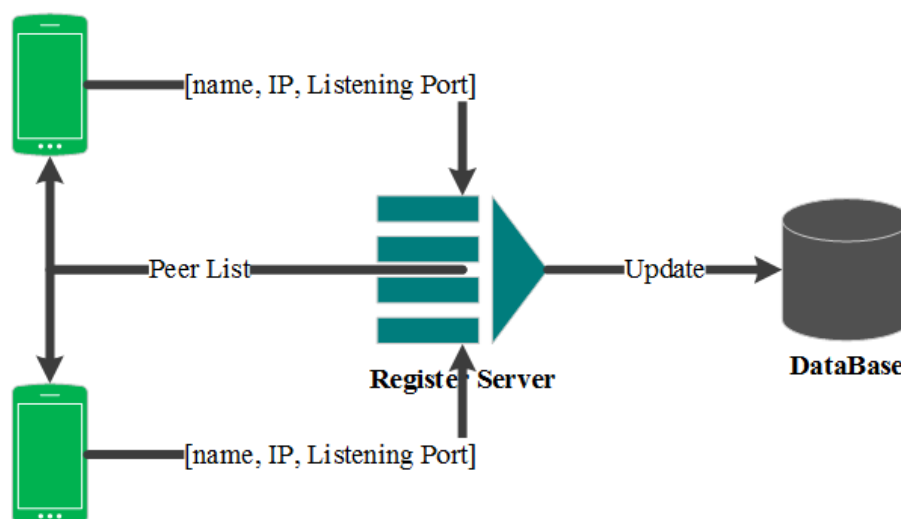 [name, IP, Listening Port]
Peer List
Update
Register Server
DataBase
[name, IP, Listening Port]